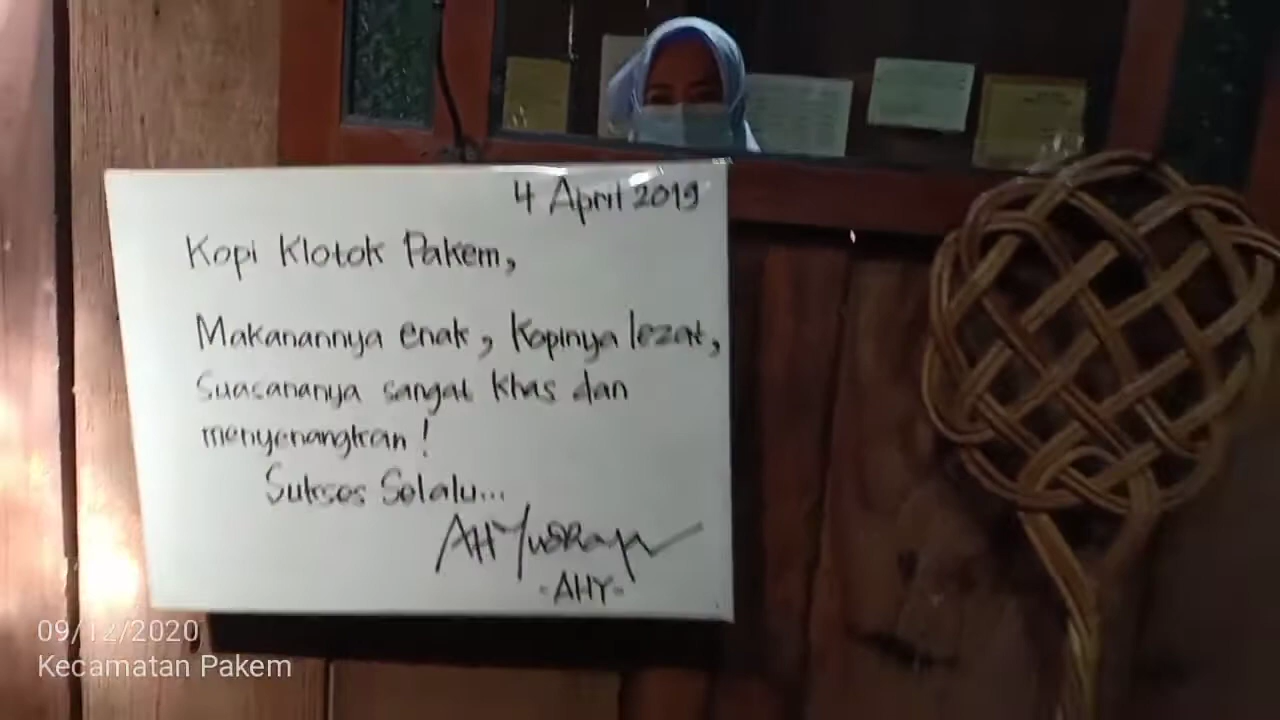 4 April 2019
Kopi Klotok Pakem,
Makanannya enak, Kopinya lezat,
Suasananya sangat khas dan
menyenangkan!
Sukses Selalu...
-AHY-
09/12/2020
Kecamatan Pakem